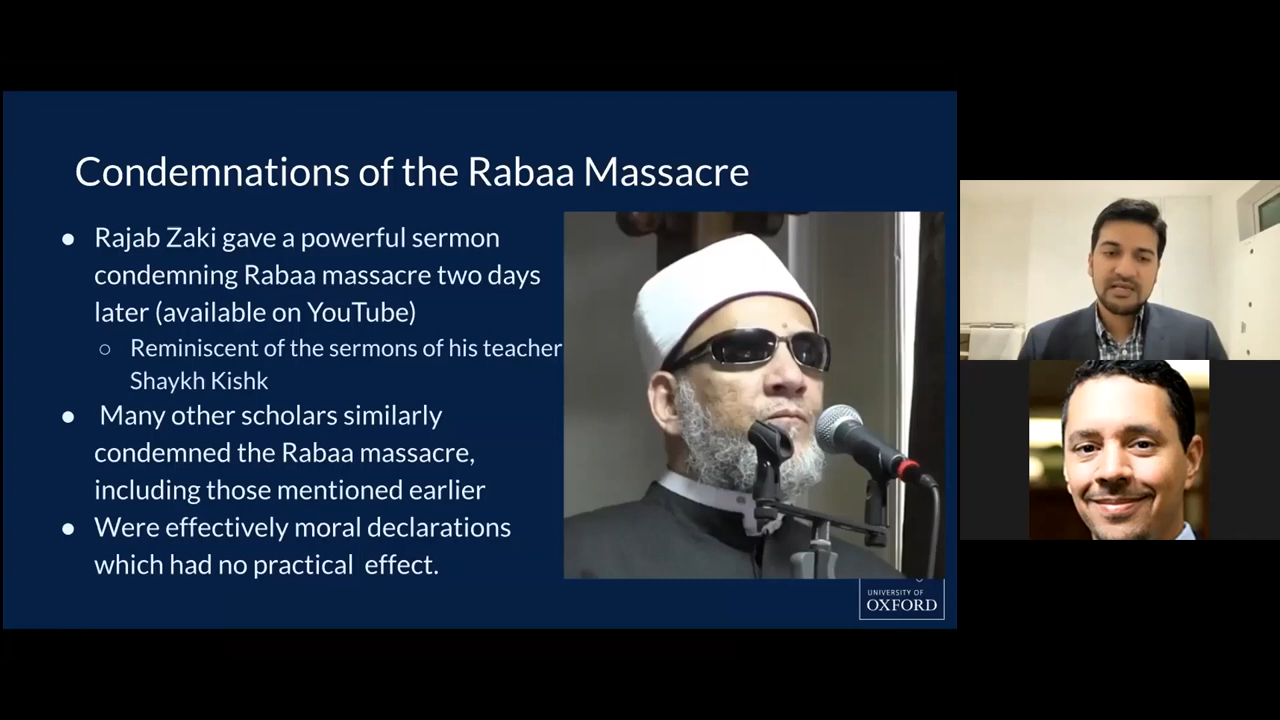 Condemnations of the Rabaa Massacre
● Rajab Zaki gave a powerful sermon
condemning Rabaa massacre two days
later (available on YouTube)
○ Reminiscent of the sermons of his teacher
Shaykh Kishk
● Many other scholars similarly
condemned the Rabaa massacre,
including those mentioned earlier
● Were effectively moral declarations
which had no practical effect.
UNIVERSITY OF
OXFORD